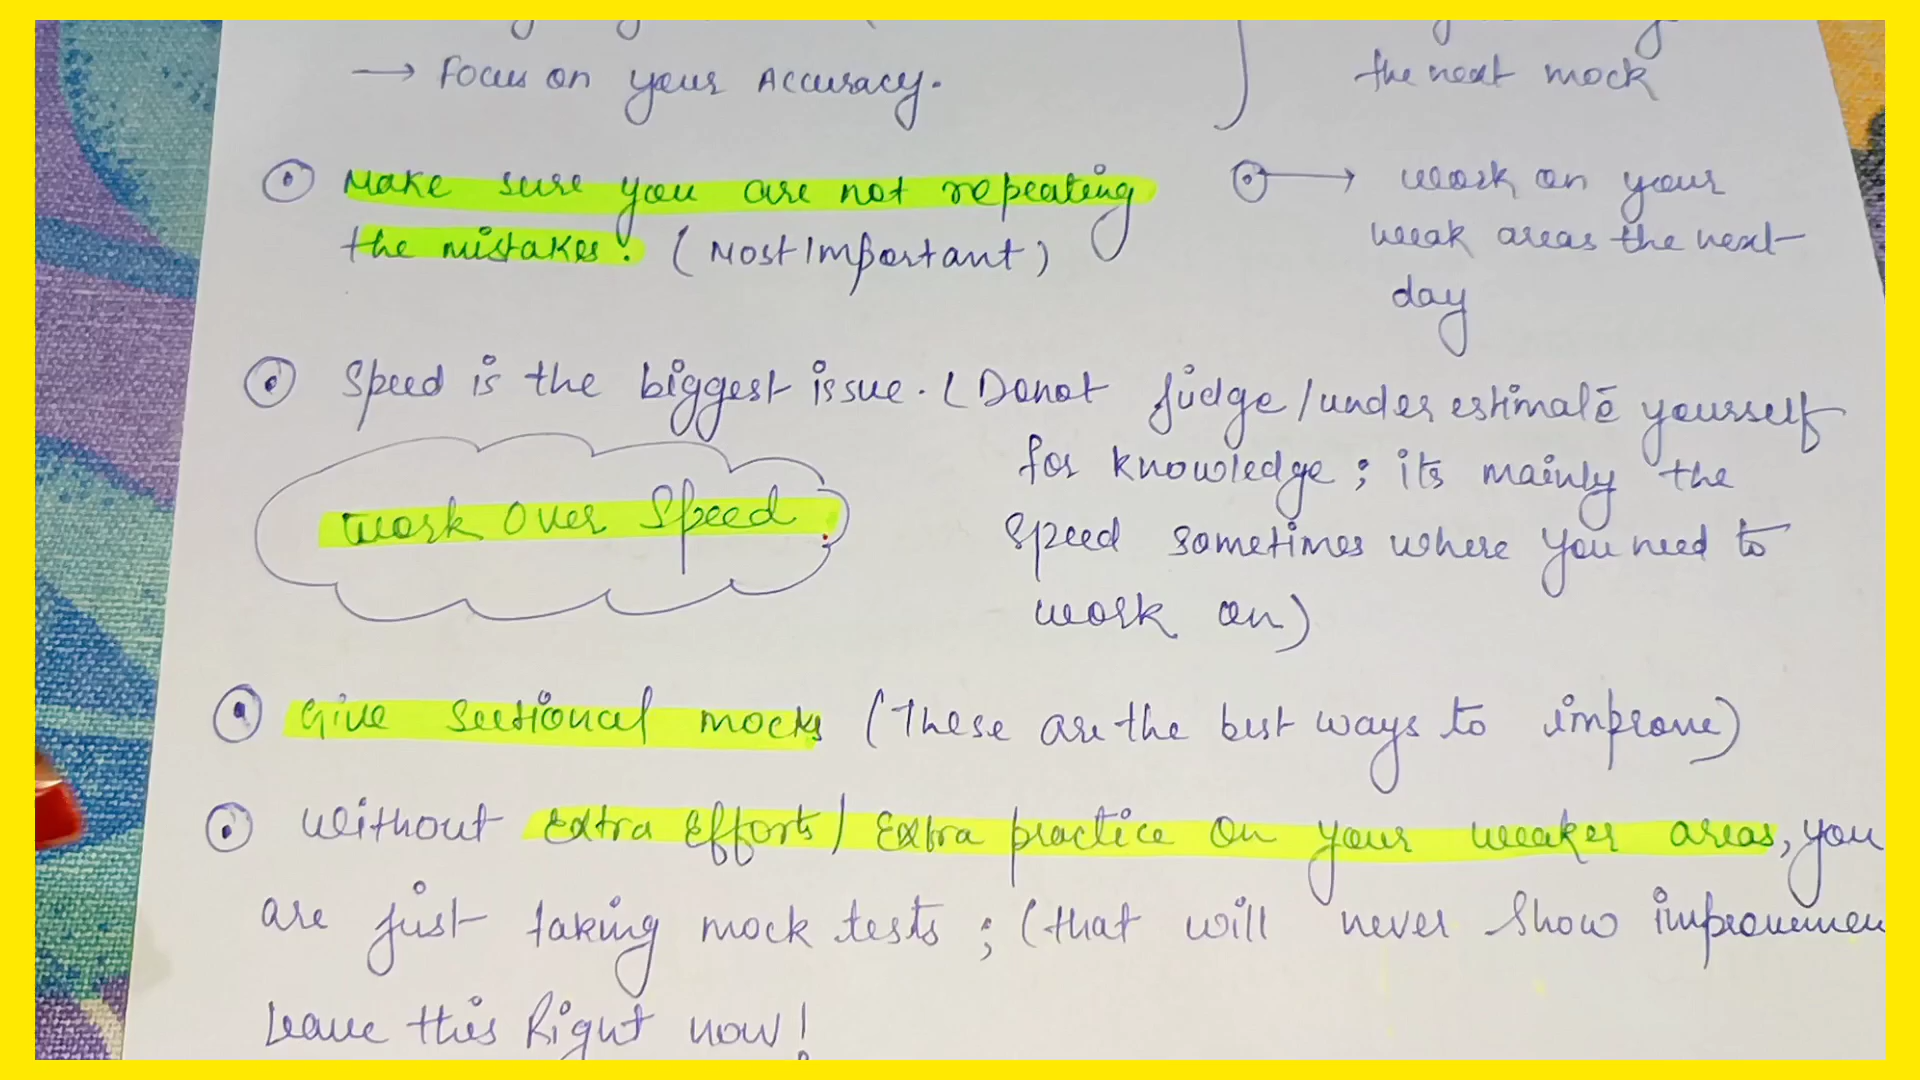 → Focus on your Accuracy.
the next mock
⊙ Make sure you are not repeating
the mistakes. (Most Important)
⊙→ work on your
weak areas the next
day
⊙ Speed is the biggest issue. (Donot judge/underestimate yourself
for knowledge; its mainly the
speed sometimes where you need to
work on)
work over speed.
⊙ Give sectional mocks (These are the best ways to improve)
⊙ without extra efforts/ Extra practice on your weaker areas, you
are just taking mock tests; (that will never show improvemen
Leave this Right now!